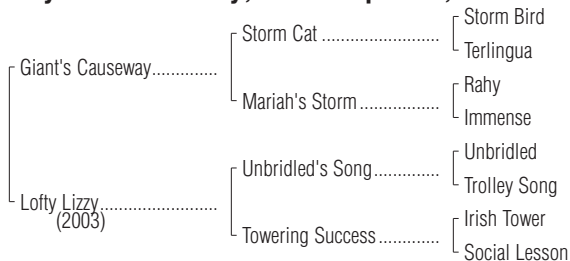 Storm Bird
Storm Cat ..................
Terlingua
Giant's Causeway.............
Rahy
Mariah's Storm ................
Immense
Unbridled
Unbridled's Song.............
Trolley Song
Lofty Lizzy.......................
(2003)
Irish Tower
Towering Success ............
Social Lesson